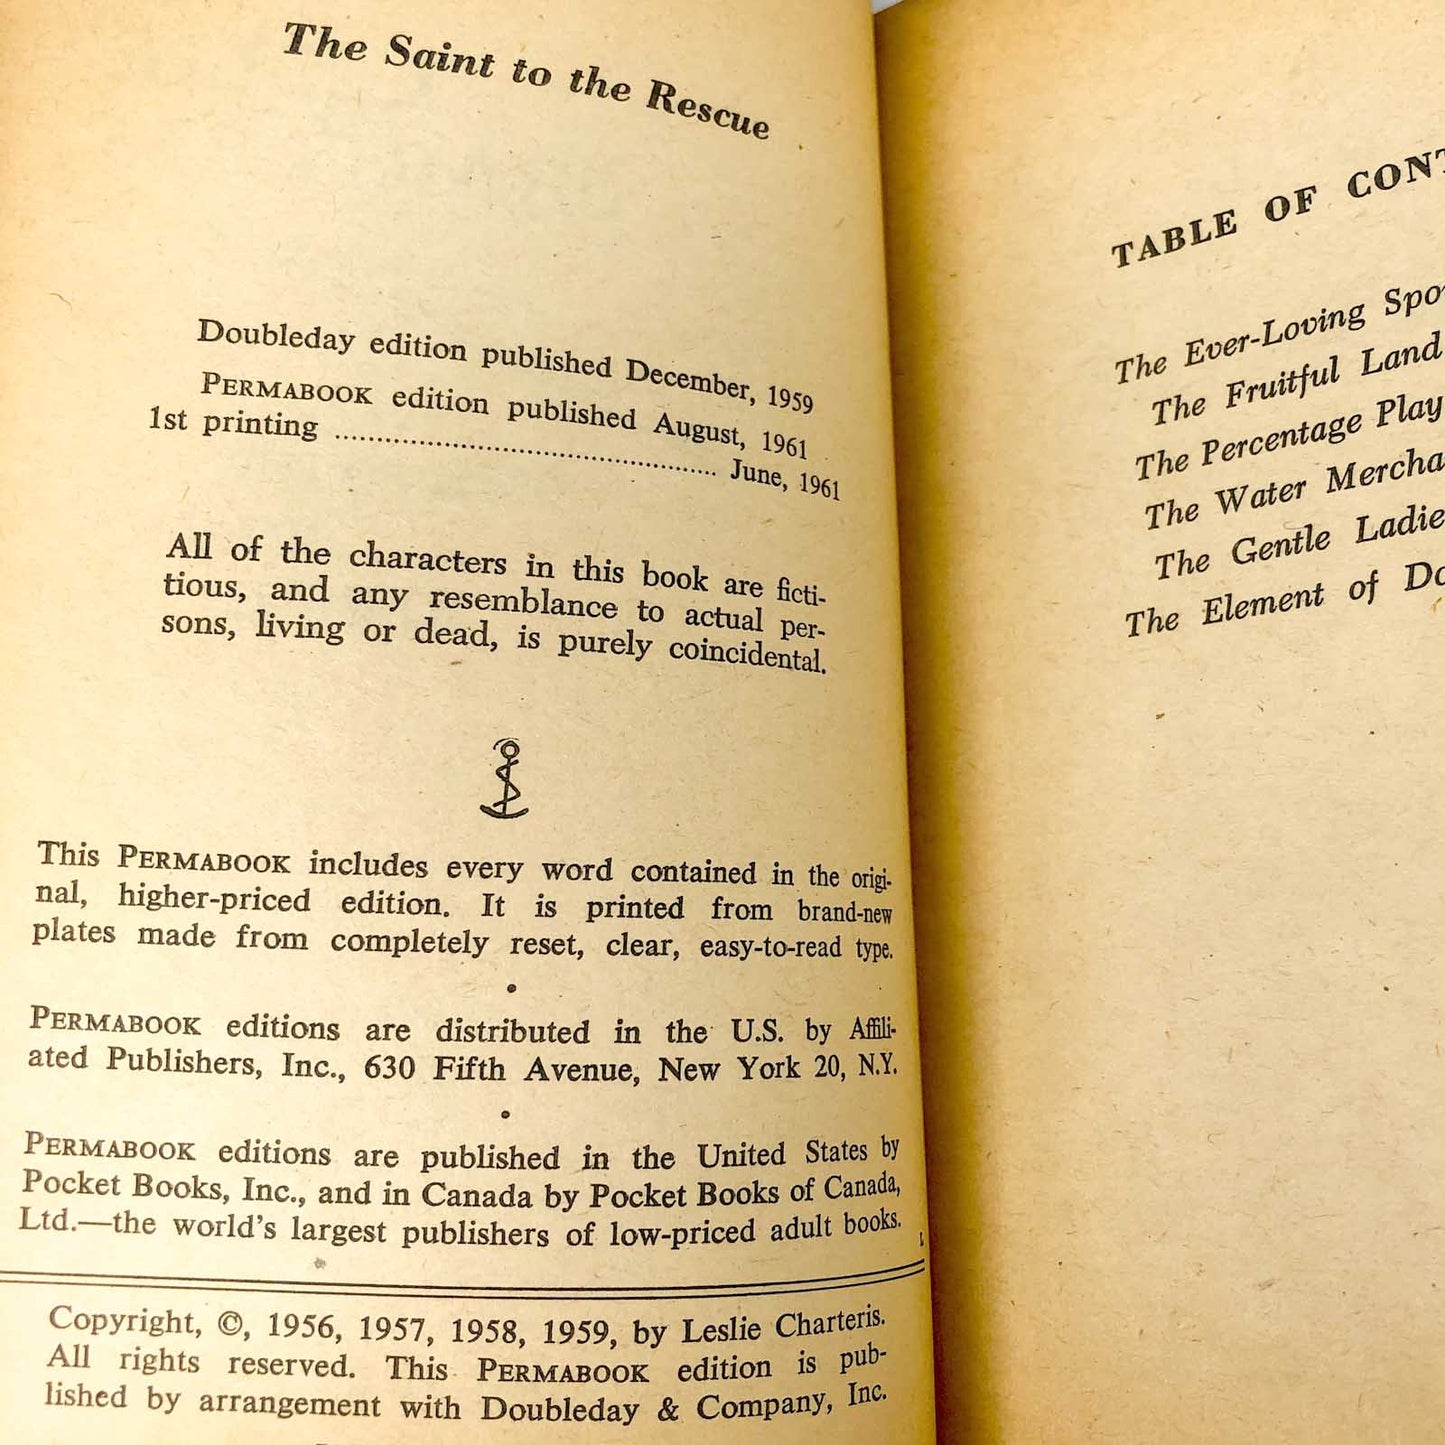 The Saint to the Rescue
Doubleday edition published December, 1959
PERMABOOK edition published August, 1961
1st printing ................................................ June, 1961
All of the characters in this book are ficti-
tious, and any resemblance to actual per-
sons, living or dead, is purely coincidental.
This PERMABOOK includes every word contained in the origi-
nal, higher-priced edition. It is printed from brand-new
plates made from completely reset, clear, easy-to-read type.
PERMABOOK editions are distributed in the U.S. by Affili-
ated Publishers, Inc., 630 Fifth Avenue, New York 20, N.Y.
PERMABOOK editions are published in the United States by
Pocket Books, Inc., and in Canada by Pocket Books of Canada,
Ltd.—the world's largest publishers of low-priced adult books.
L
Copyright, ©, 1956, 1957, 1958, 1959, by Leslie Charteris.
All rights reserved. This PERMABOOK edition is pub-
lished by arrangement with Doubleday & Company, Inc.
TABLE OF CONT
The Ever-Loving Spo
The Fruitful Land
The Percentage Play
The Water Mercha
The Gentle Ladie
The Element of Do